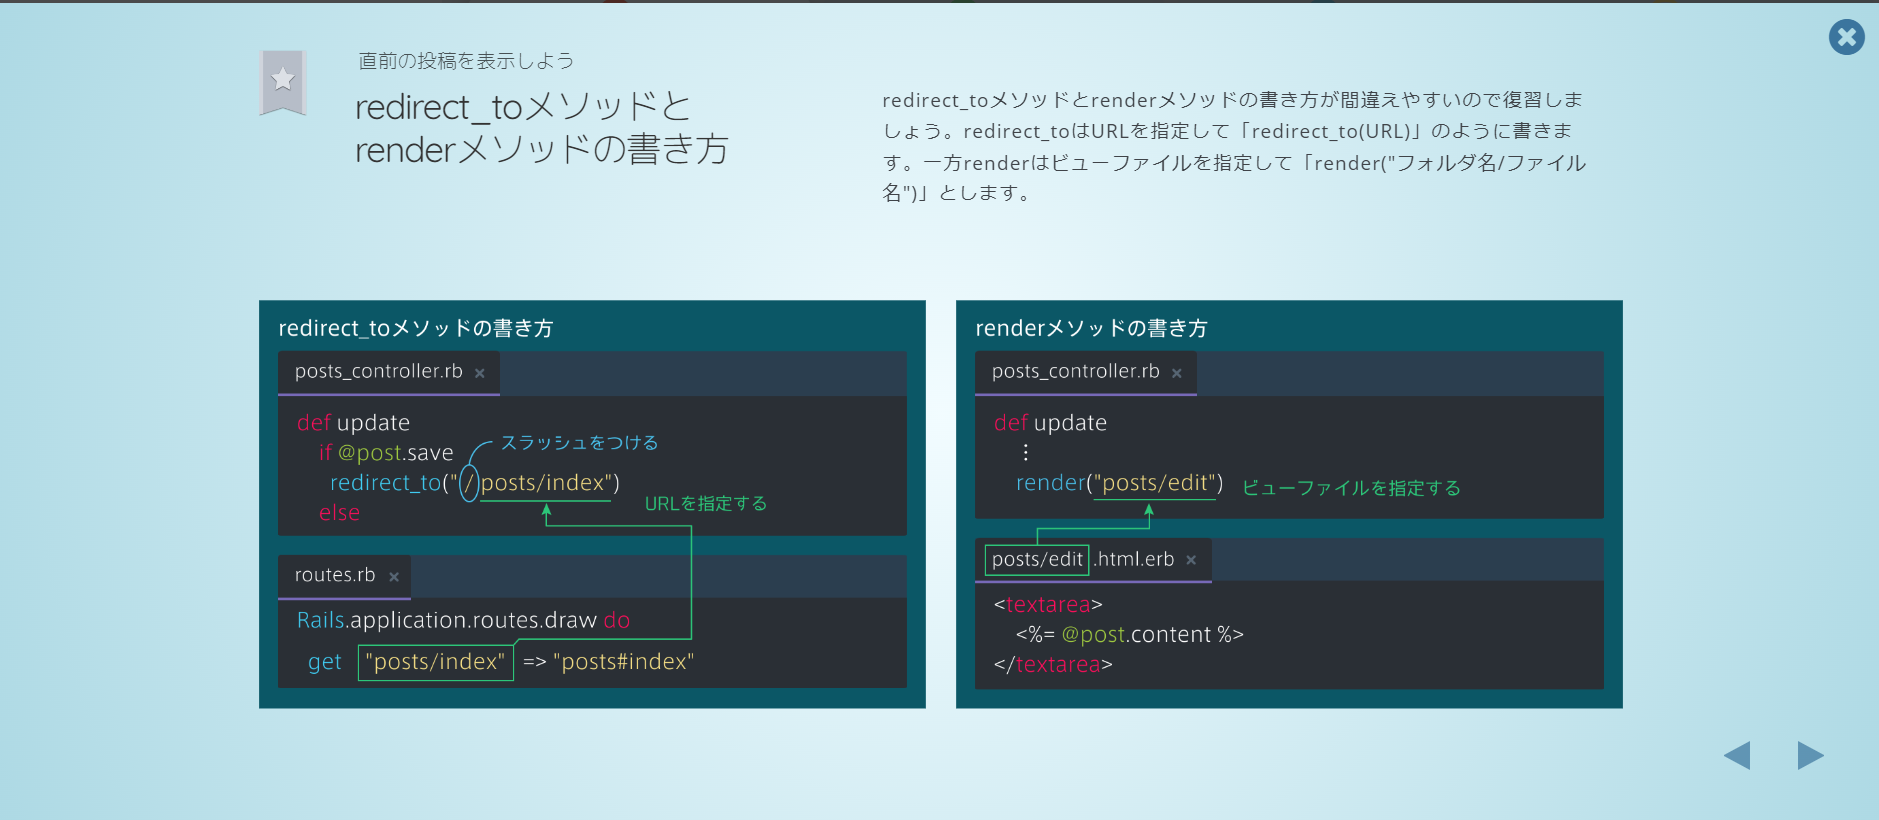 直前の投稿を表示しよう
redirect_toメソッドと
renderメソッドの書き方
redirect_toメソッドとrenderメソッドの書き方が間違えやすいので復習しま
しょう。redirect_toはURLを指定して「redirect_to(URL)」のように書きま
す。一方renderはビューファイルを指定して「render("フォルダ名/ファイル
名")」とします。
redirect_toメソッドの書き方
posts_controller.rb ×
def update
if @post.save
スラッシュをつける
redirect_to("/posts/index")
URLを指定する
else
routes.rb ×
Rails.application.routes.draw do
get "posts/index" => "posts#index"
renderメソッドの書き方
posts_controller.rb ×
def update
⋮
render("posts/edit") ビューファイルを指定する
posts/edit.html.erb ×
<textarea>
<%= @post.content %>
</textarea>